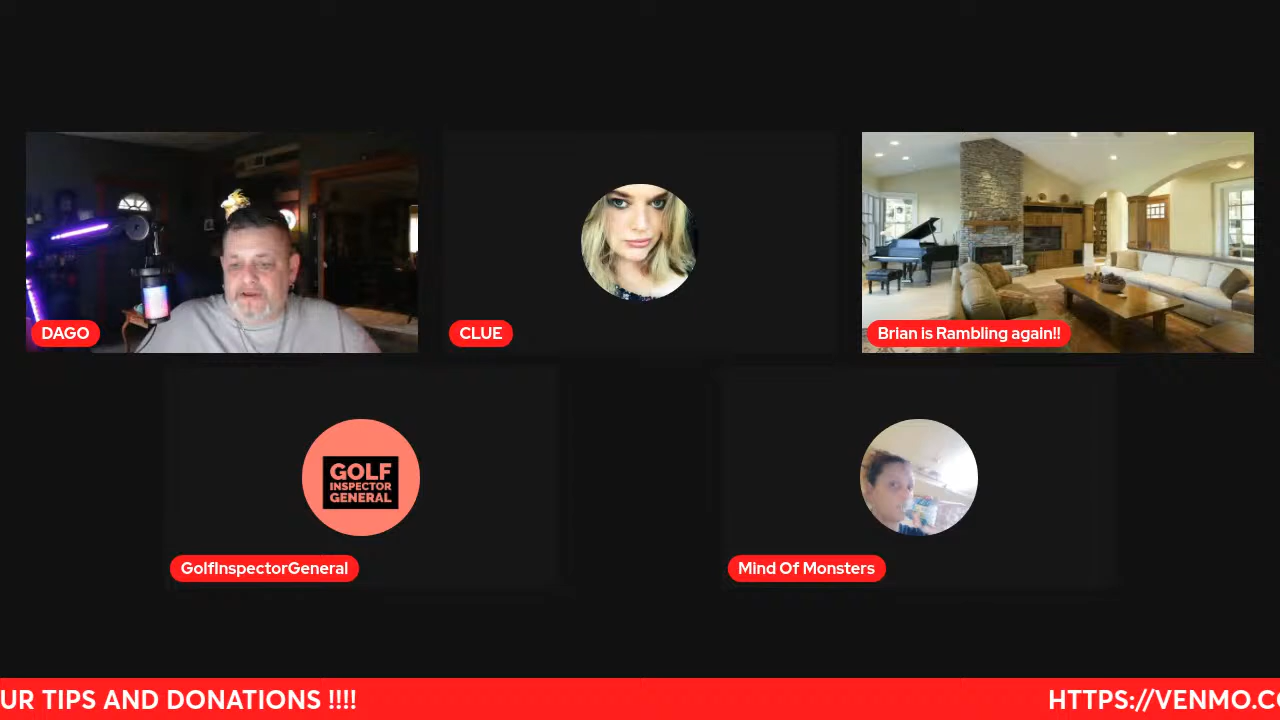 DAGO
CLUE
Brian is Rambling again!!
GOLF
INSPECTOR
GENERAL
GolfInspectorGeneral
Mind Of Monsters
UR TIPS AND DONATIONS !!!! HTTPS://VENMO.C